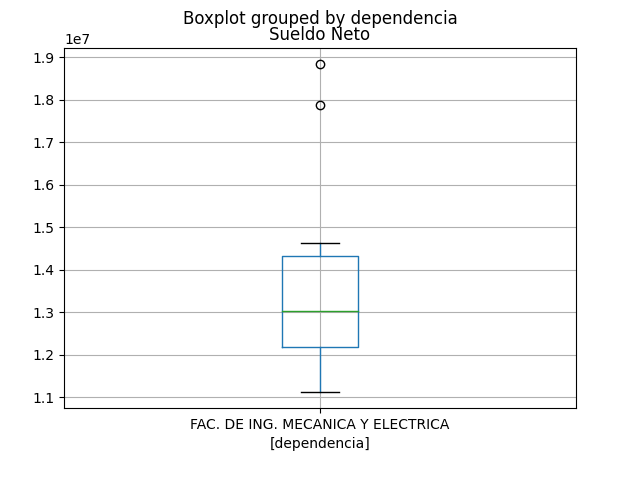 Boxplot grouped by dependencia
Sueldo Neto
1e7
1.9
1.8
1.7
1.6
1.5
1.4
1.3
1.2
1.1
FAC. DE ING. MECANICA Y ELECTRICA
[dependencia]